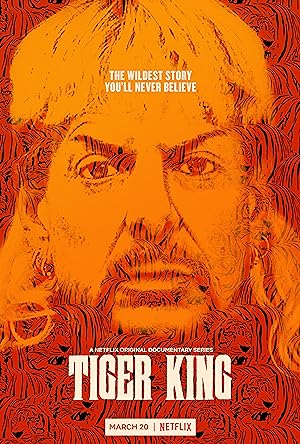 THE WILDEST STORY
YOU'LL NEVER BELIEVE
A NETFLIX ORIGINAL DOCUMENTARY SERIES
TIGER KING
MARCH 20 | NETFLIX